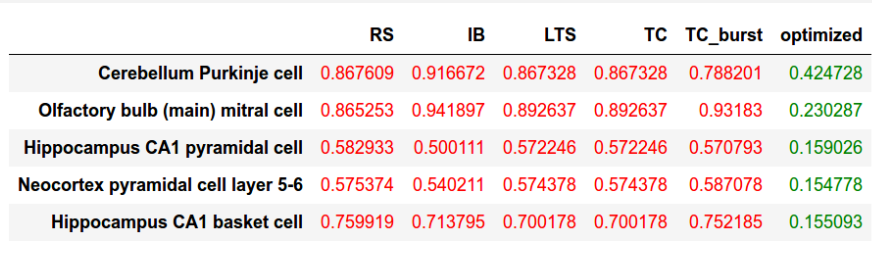 RS IB LTS TC TC_burst optimized
Cerebellum Purkinje cell 0.867609 0.916672 0.867328 0.867328 0.788201 0.424728
Olfactory bulb (main) mitral cell 0.865253 0.941897 0.892637 0.892637 0.93183 0.230287
Hippocampus CA1 pyramidal cell 0.582933 0.500111 0.572246 0.572246 0.570793 0.159026
Neocortex pyramidal cell layer 5-6 0.575374 0.540211 0.574378 0.574378 0.587078 0.154778
Hippocampus CA1 basket cell 0.759919 0.713795 0.700178 0.700178 0.752185 0.155093